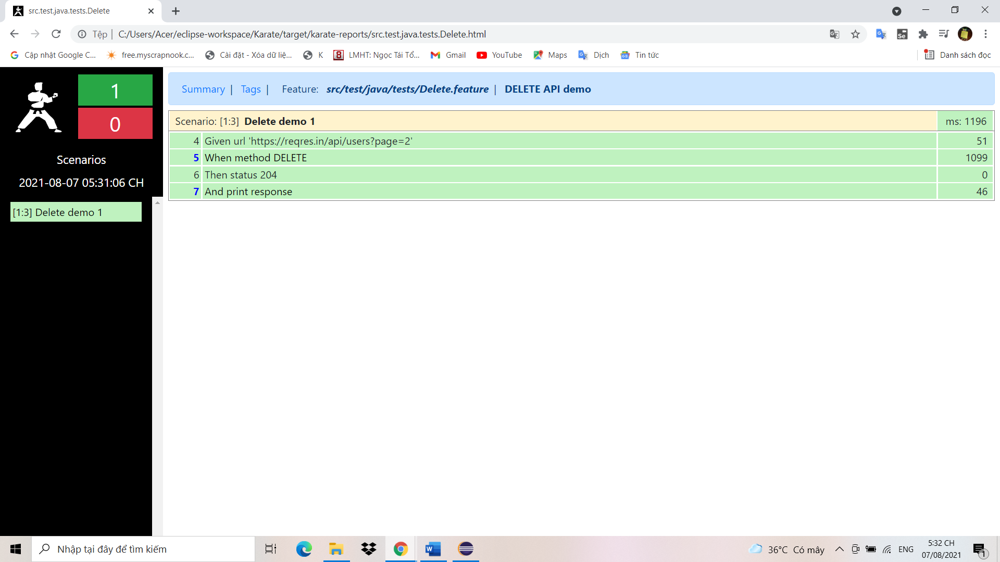 src.test.java.tests.Delete
Tệp | C:/Users/Acer/eclipse-workspace/Karate/target/karate-reports/src.test.java.tests.Delete.html
Cập nhật Google C... free.myscrapnook.c... Cài đặt - Xóa dữ liệ... K LMHT: Ngọc Tái Tổ... Gmail YouTube Maps Dịch Tin tức Danh sách đọc
1
0
Scenarios
2021-08-07 05:31:06 CH
[1:3] Delete demo 1
Summary | Tags | Feature: src/test/java/tests/Delete.feature | DELETE API demo
Scenario: [1:3] Delete demo 1 ms: 1196
4 Given url 'https://reqres.in/api/users?page=2' 51
5 When method DELETE 1099
6 Then status 204 0
7 And print response 46
Nhập tại đây để tìm kiếm
36°C Có mây ENG
5:32 CH
07/08/2021
1